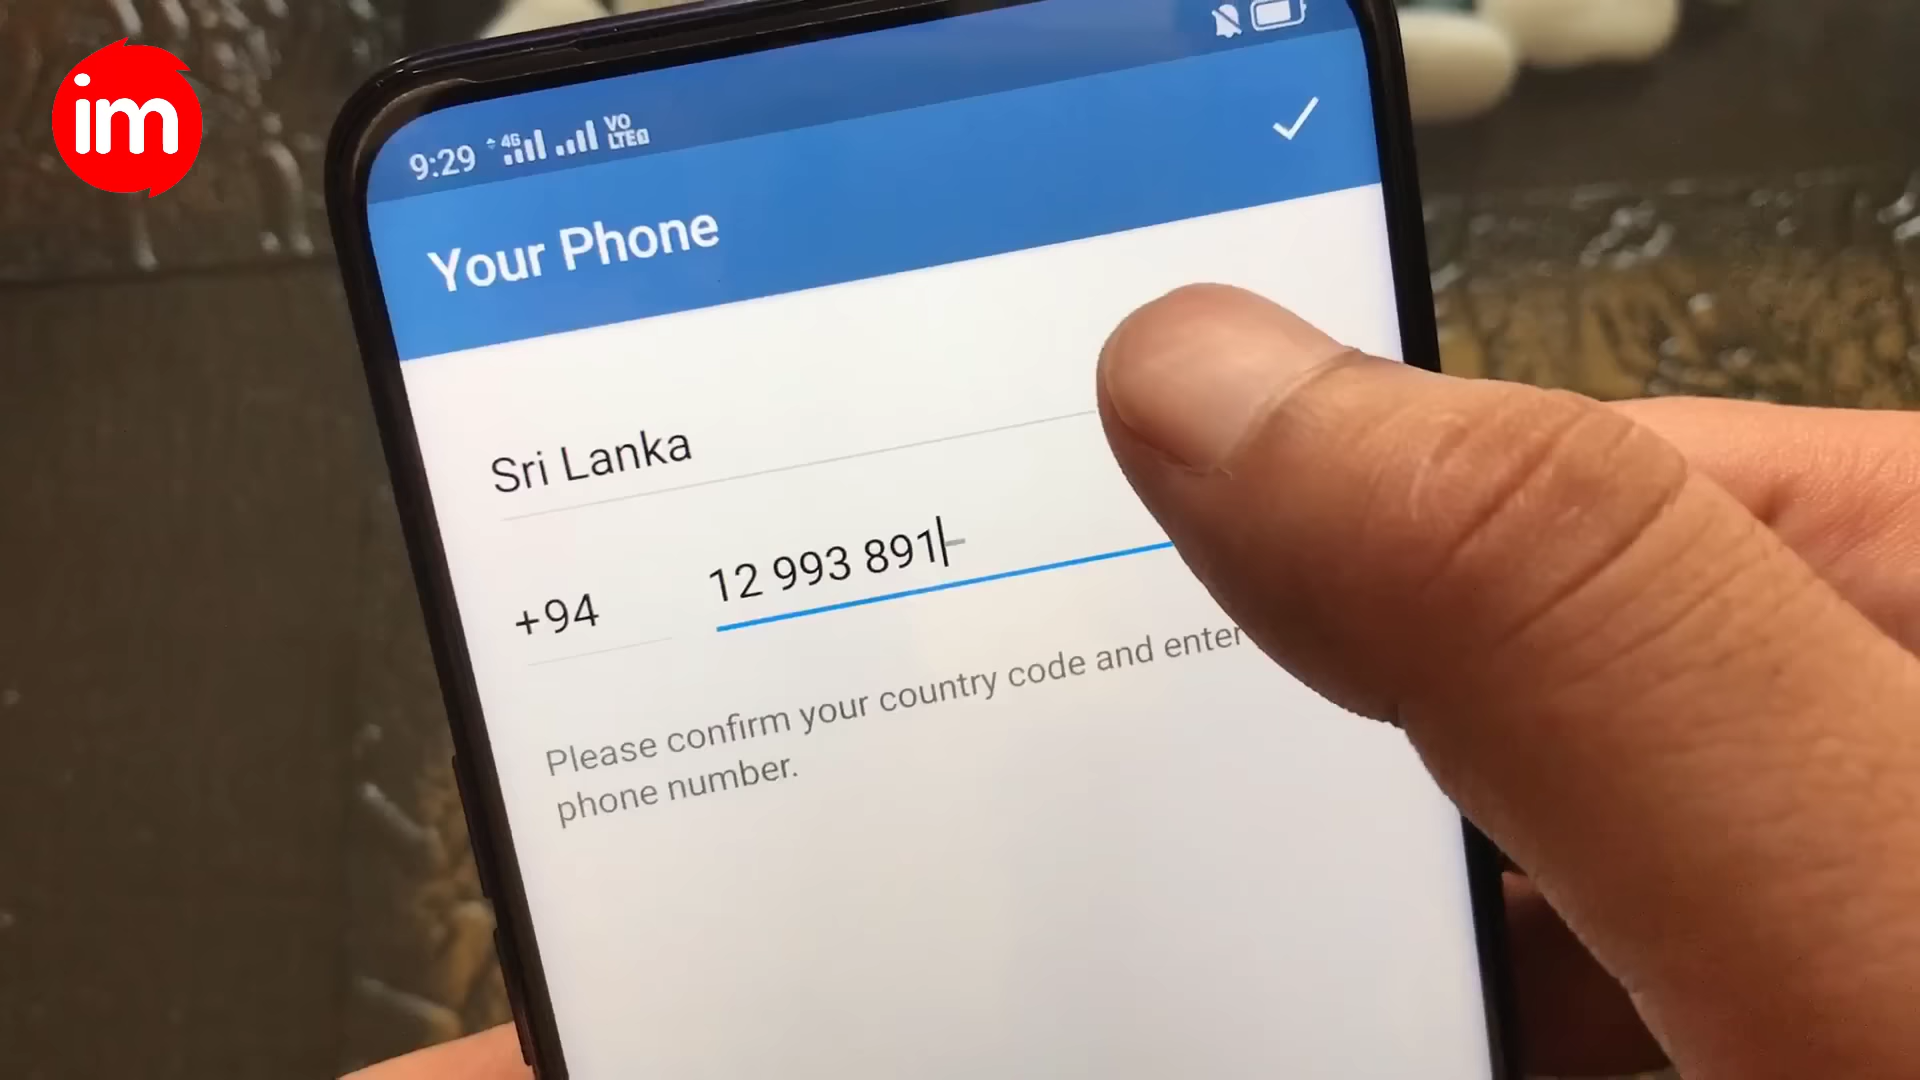 im
9:29 4G VO LTE
Your Phone
Sri Lanka
+94 12 993 891–
Please confirm your country code and enter
phone number.